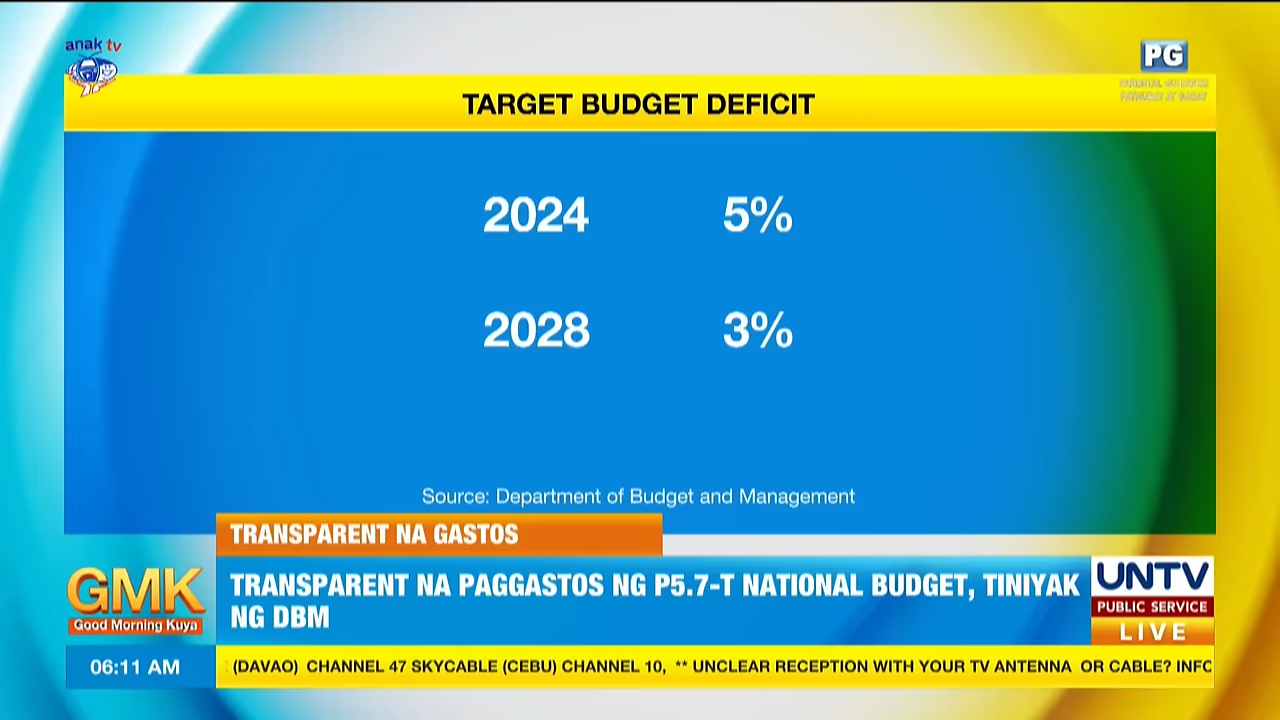 anak tv
PG
TARGET BUDGET DEFICIT
2024 5%
2028 3%
Source: Department of Budget and Management
TRANSPARENT NA GASTOS
TRANSPARENT NA PAGGASTOS NG P5.7-T NATIONAL BUDGET, TINIYAK
NG DBM
GMK
Good Morning Kuya
UNTV
PUBLIC SERVICE
LIVE
06:11 AM
(DAVAO) CHANNEL 47 SKYCABLE (CEBU) CHANNEL 10, ** UNCLEAR RECEPTION WITH YOUR TV ANTENNA OR CABLE? INFO